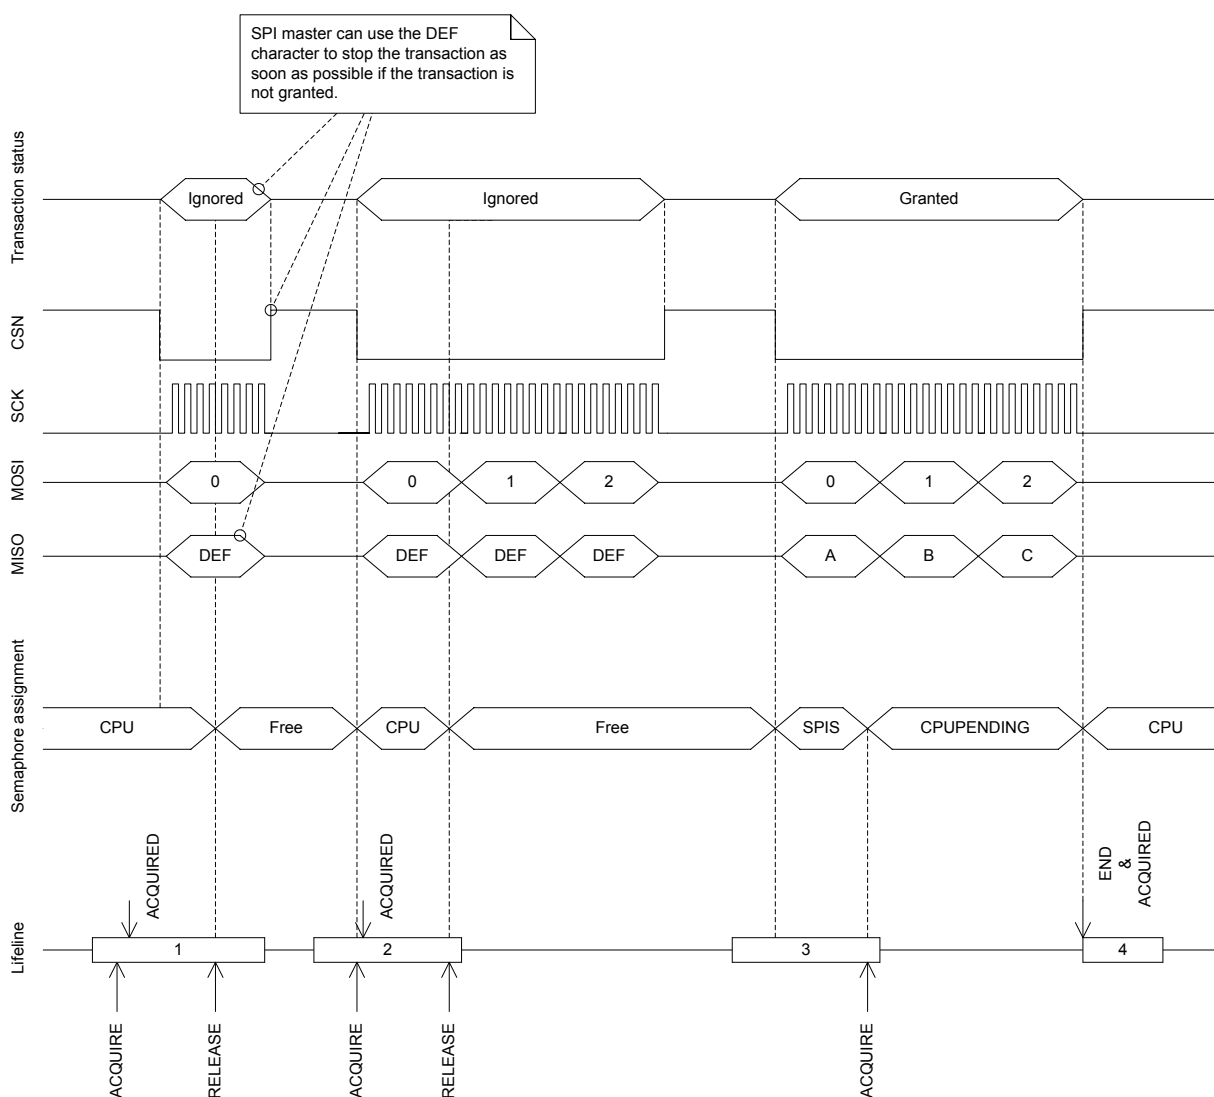 SPI master can use the DEF
character to stop the transaction as
soon as possible if the transaction is
not granted.
Transaction status
Ignored
Ignored
Granted
CSN
SCK
MOSI
0
0
1
2
0
1
2
MISO
DEF
DEF
DEF
DEF
A
B
C
Semaphore assignment
CPU
Free
CPU
Free
SPIS
CPUPENDING
CPU
ACQUIRED
ACQUIRED
END
&
ACQUIRED
Lifeline
1
2
3
4
ACQUIRE
RELEASE
ACQUIRE
RELEASE
ACQUIRE